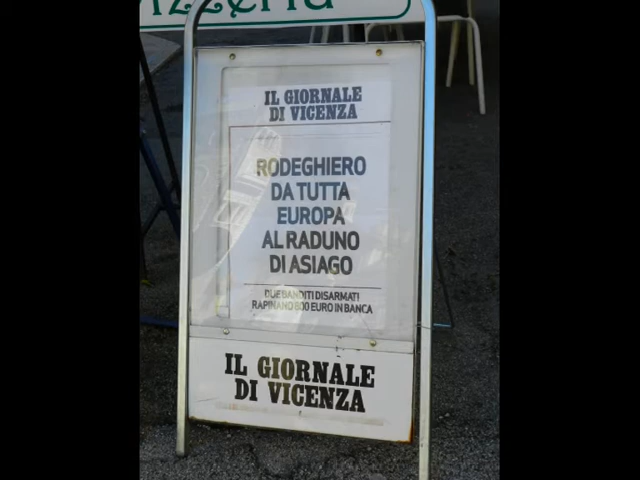 IL GIORNALE
DI VICENZA
RODEGHIERO
DA TUTTA
EUROPA
AL RADUNO
DI ASIAGO
DUE BANDITI DISARMATI
RAPINANO 800 EURO IN BANCA
IL GIORNALE
DI VICENZA